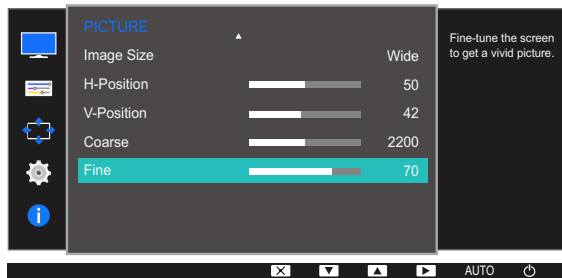 PICTURE
Image Size Wide
H-Position 50
V-Position 42
Coarse 2200
Fine 70
Fine-tune the screen
to get a vivid picture.
i
AUTO